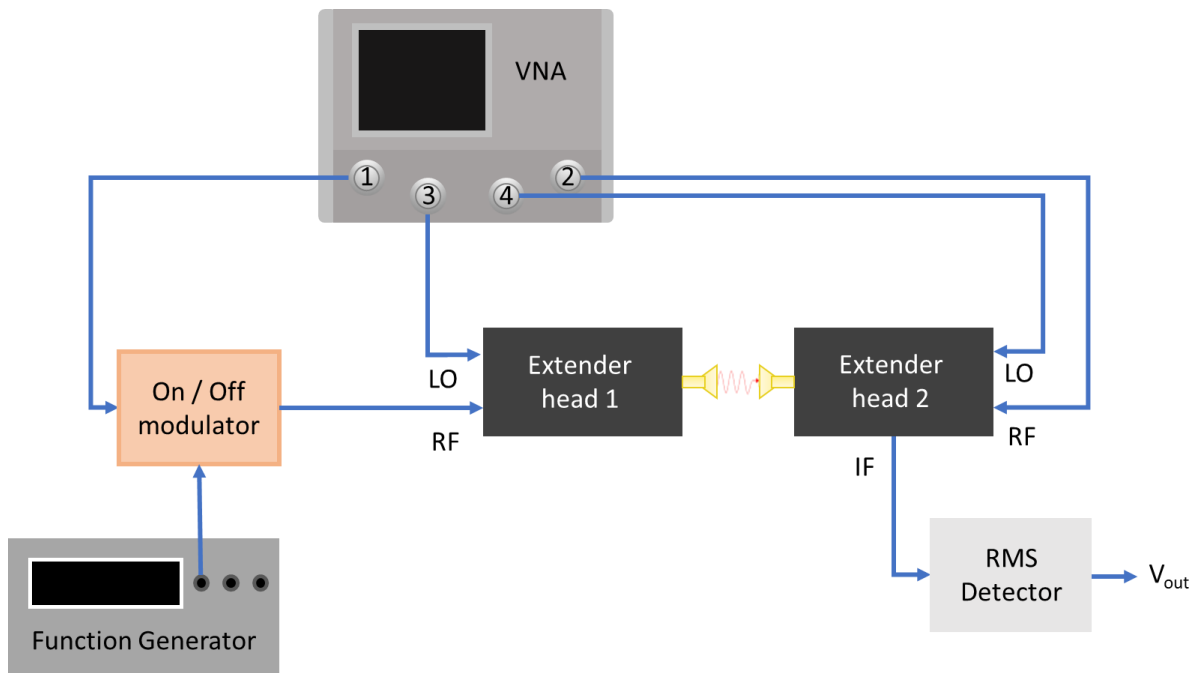 VNA
1
2
3
4
Extender
head 1
Extender
head 2
LO
LO
On / Off
modulator
RF
RF
IF
RMS
Detector
Vout
Function Generator